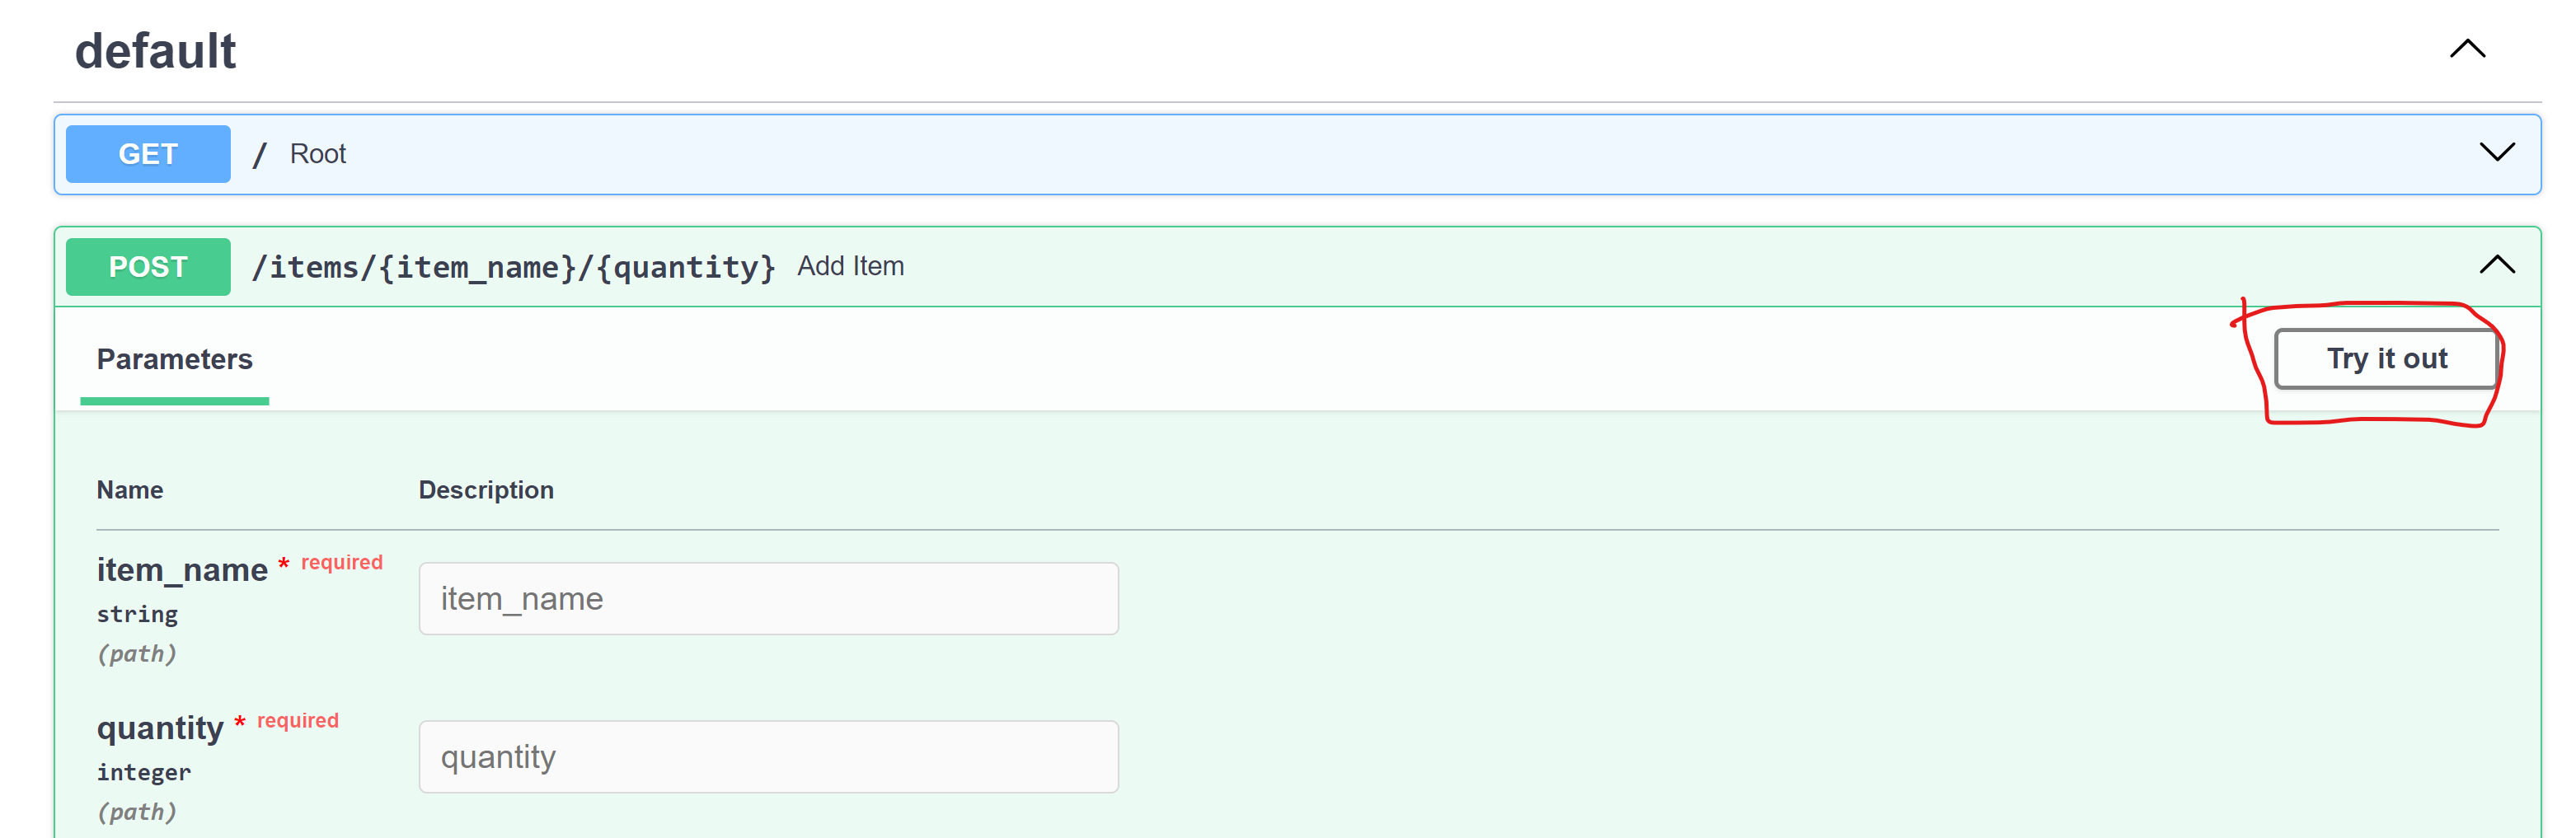 default
GET / Root
POST /items/{item_name}/{quantity} Add Item
Parameters Try it out
Name Description
item_name * required item_name
string
(path)
quantity * required quantity
integer
(path)